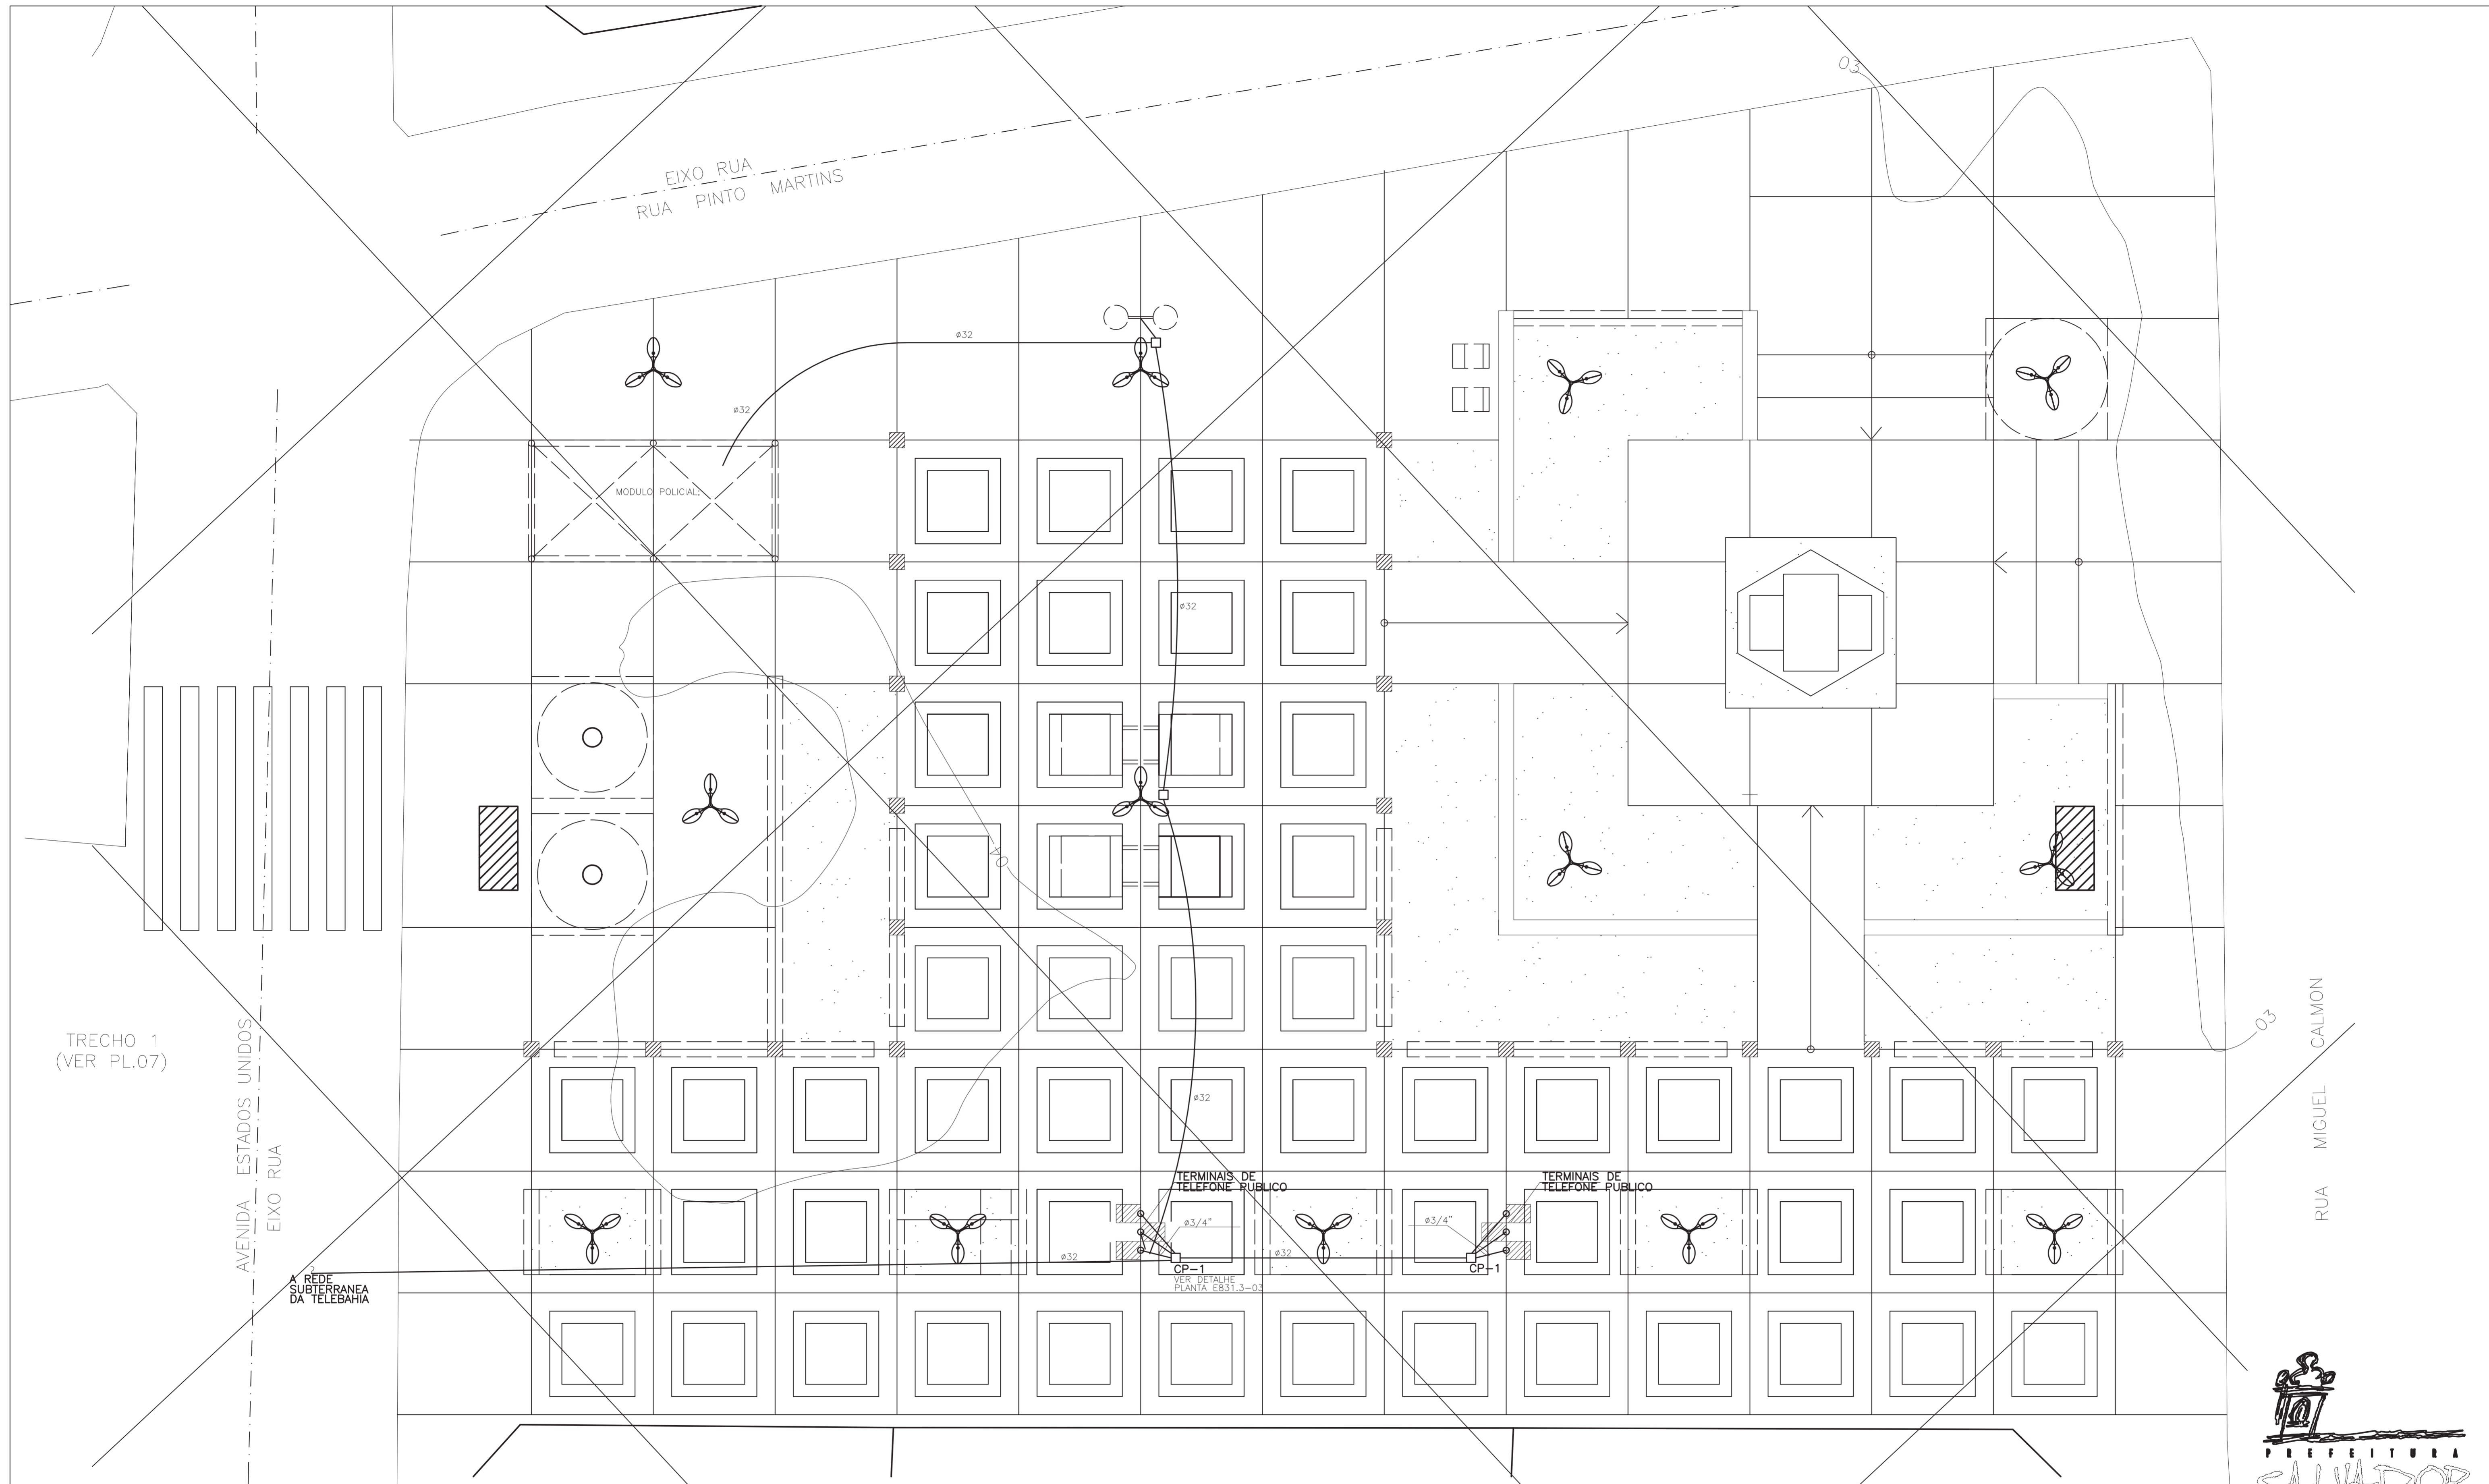 03
EIXO RUA
RUA PINTO MARTINS
ø32
ø32
MODULO POLICIAL
ø32
40
TRECHO 1
(VER PL.07)
AVENIDA ESTADOS UNIDOS
EIXO RUA
RUA MIGUEL CALMON
03
ø32
TERMINAIS DE
TELEFONE PUBLICO
TERMINAIS DE
TELEFONE PUBLICO
ø3/4"
ø3/4"
ø32
ø32
CP-1
VER DETALHE
PLANTA E831.3-03
CP-1
A REDE
SUBTERRANEA
DA TELEBAHIA
PREFEITURA
SALVADOR